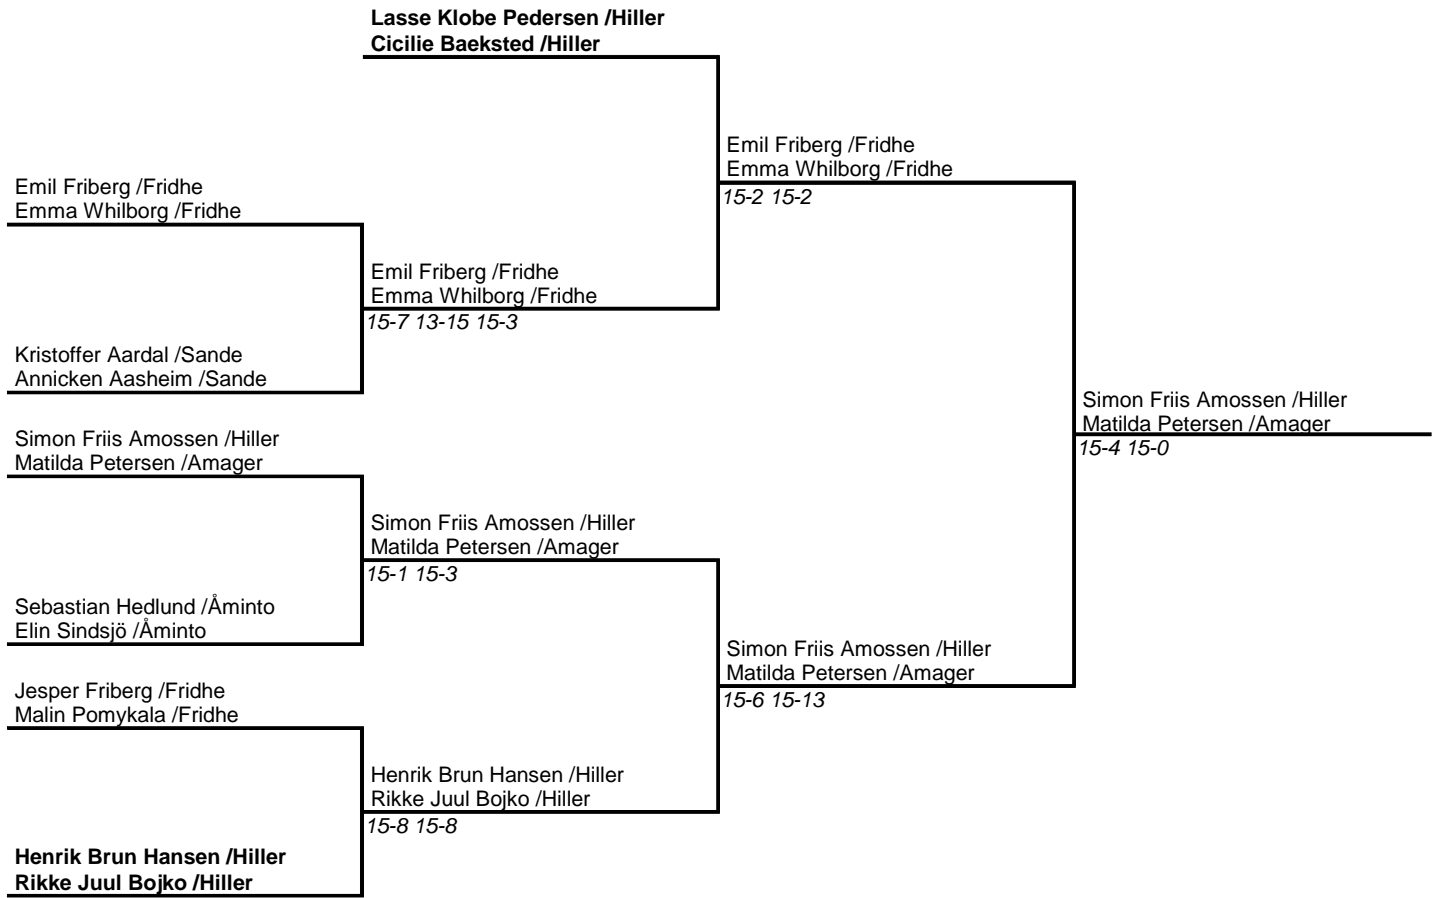 Lasse Klobe Pedersen /Hiller
Cicilie Baeksted /Hiller
Emil Friberg /Fridhe
Emma Whilborg /Fridhe
15-2 15-2
Emil Friberg /Fridhe
Emma Whilborg /Fridhe
Emil Friberg /Fridhe
Emma Whilborg /Fridhe
15-7 13-15 15-3
Kristoffer Aardal /Sande
Annicken Aasheim /Sande
Simon Friis Amossen /Hiller
Matilda Petersen /Amager
15-4 15-0
Simon Friis Amossen /Hiller
Matilda Petersen /Amager
Simon Friis Amossen /Hiller
Matilda Petersen /Amager
15-1 15-3
Sebastian Hedlund /Åminto
Elin Sindsjö /Åminto
Simon Friis Amossen /Hiller
Matilda Petersen /Amager
15-6 15-13
Jesper Friberg /Fridhe
Malin Pomykala /Fridhe
Henrik Brun Hansen /Hiller
Rikke Juul Bojko /Hiller
15-8 15-8
Henrik Brun Hansen /Hiller
Rikke Juul Bojko /Hiller